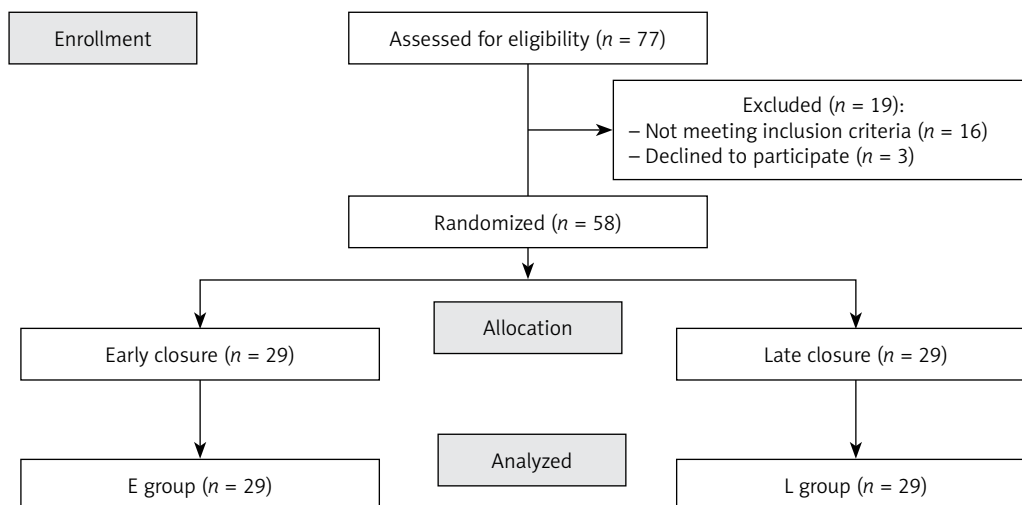 Enrollment
Assessed for eligibility (n = 77)
Excluded (n = 19):
– Not meeting inclusion criteria (n = 16)
– Declined to participate (n = 3)
Randomized (n = 58)
Allocation
Early closure (n = 29)
Late closure (n = 29)
Analyzed
E group (n = 29)
L group (n = 29)